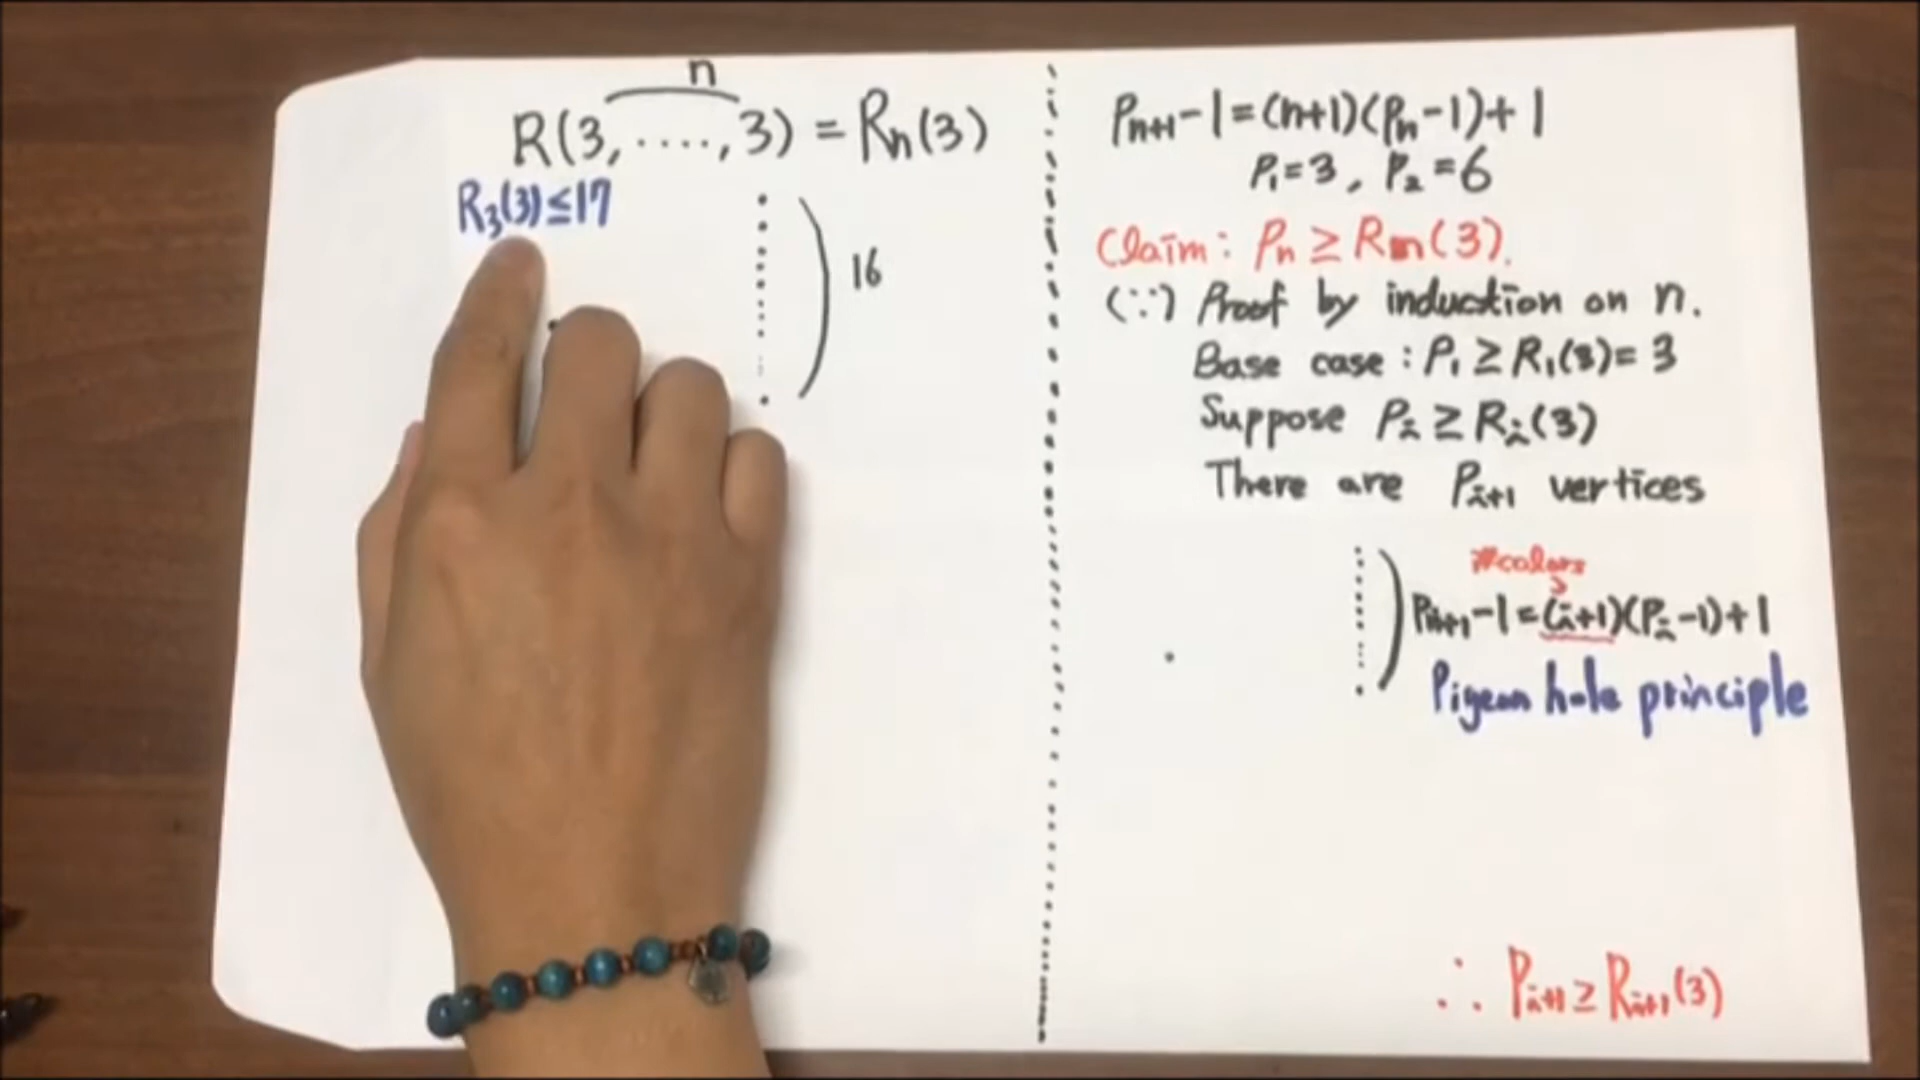 n
R(3, ...., 3) = Rn(3)
R3(3) ≤ 17
16
Pn+1 - 1 = (n+1)(Pn - 1) + 1
P1 = 3, P2 = 6
Claim: Pn ≥ Rn(3).
(∵) Proof by induction on n.
Base case: P1 ≥ R1(3) = 3
Suppose Pi ≥ Ri(3)
There are Pi+1 vertices
#colors
Pi+1 - 1 = (i+1)(Pi - 1) + 1
Pigeon hole principle
∴ Pi+1 ≥ Ri+1(3)